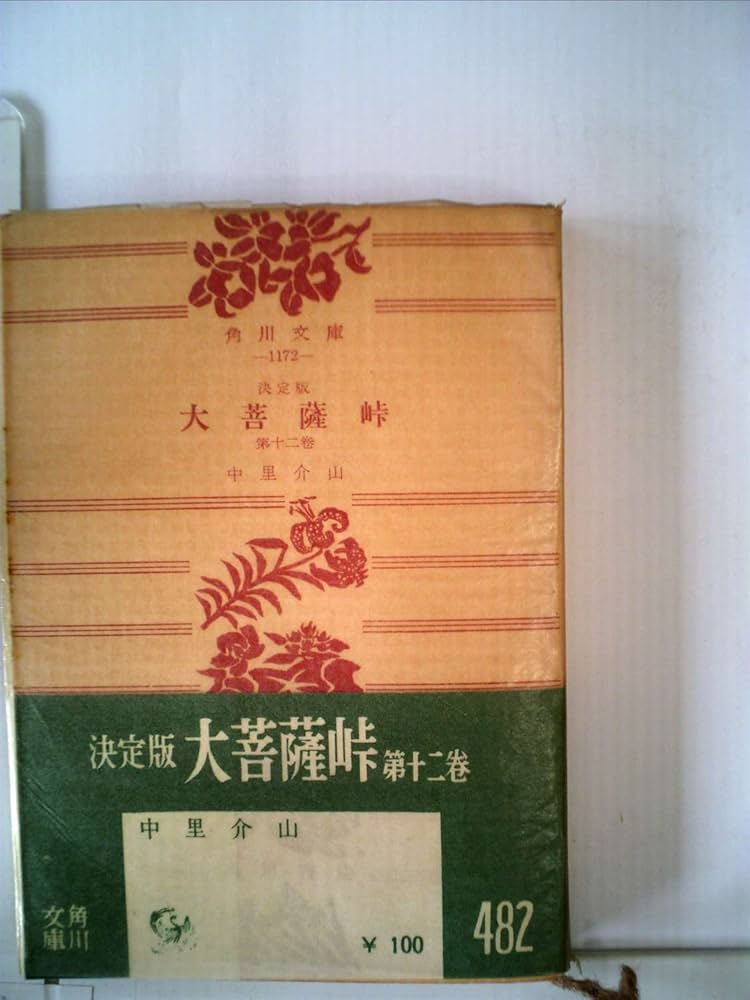 角川文庫
—1172—
決定版
大菩薩峠
第十二巻
中里介山
決定版 大菩薩峠 第十二巻
中里介山
角川文庫
¥ 100
482